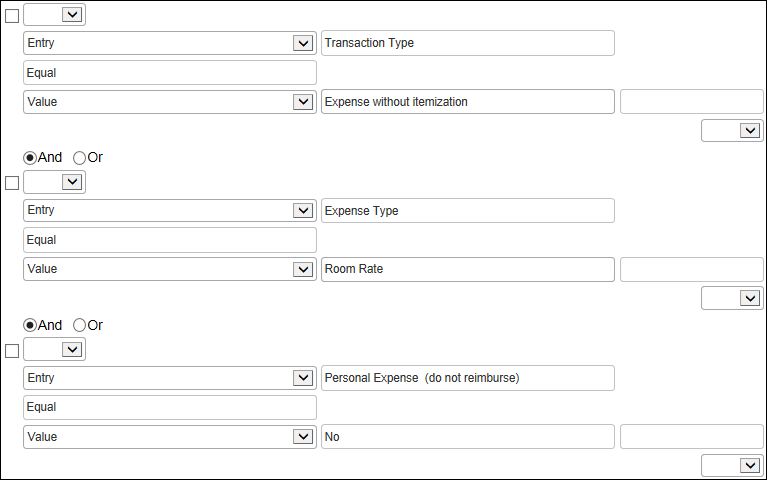 Entry Transaction Type
Equal
Value Expense without itemization
And Or
Entry Expense Type
Equal
Value Room Rate
And Or
Entry Personal Expense (do not reimburse)
Equal
Value No